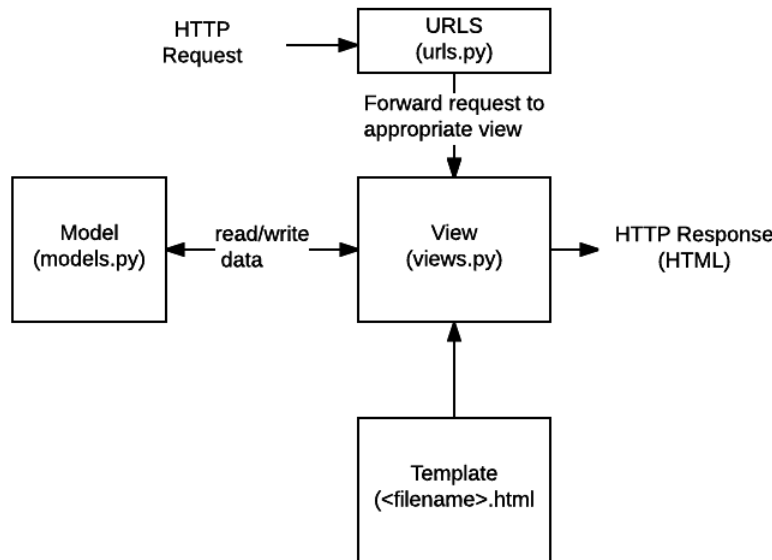 HTTP
Request
URLS
(urls.py)
Forward request to
appropriate view
Model
(models.py)
read/write
data
View
(views.py)
HTTP Response
(HTML)
Template
(<filename>.html